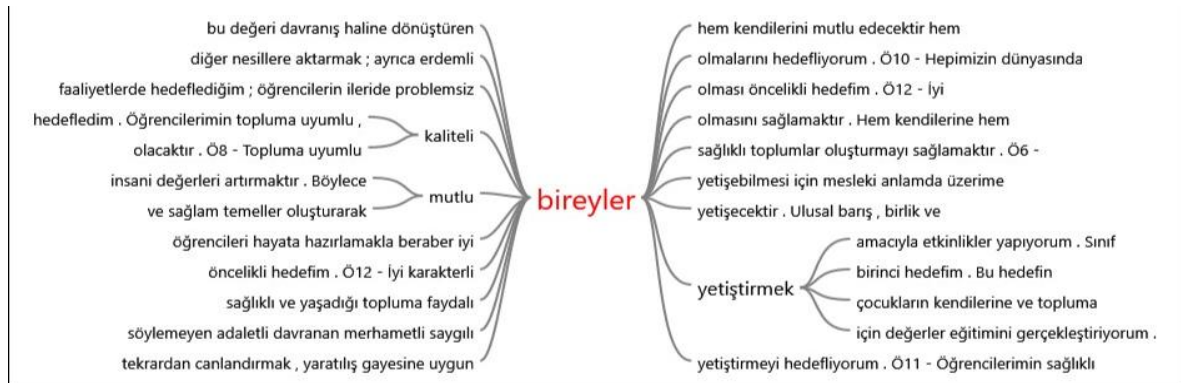 bu değeri davranış haline dönüştüren
diğer nesillere aktarmak ; ayrıca erdemli
faaliyetlerde hedeflediğim ; öğrencilerin ileride problemsiz
hedefledim . Öğrencilerimin topluma uyumlu ,
olacaktır . Ö8 - Topluma uyumlu
kaliteli
insani değerleri artırmaktır . Böylece
ve sağlam temeller oluşturarak
mutlu
öğrencileri hayata hazırlamakla beraber iyi
öncelikli hedefim . Ö12 - İyi karakterli
sağlıklı ve yaşadığı topluma faydalı
söylemeyen adaletli davranan merhametli saygılı
tekrardan canlandırmak , yaratılış gayesine uygun
bireyler
hem kendilerini mutlu edecektir hem
olmalarını hedefliyorum . Ö10 - Hepimizin dünyasında
olması öncelikli hedefim . Ö12 - İyi
olmasını sağlamaktır . Hem kendilerine hem
sağlıklı toplumlar oluşturmayı sağlamaktır . Ö6 -
yetişebilmesi için mesleki anlamda üzerime
yetişecektir . Ulusal barış , birlik ve
yetiştirmek
amacıyla etkinlikler yapıyorum . Sınıf
birinci hedefim . Bu hedefin
çocukların kendilerine ve topluma
için değerler eğitimini gerçekleştiriyorum .
yetiştirmeyi hedefliyorum . Ö11 - Öğrencilerimin sağlıklı